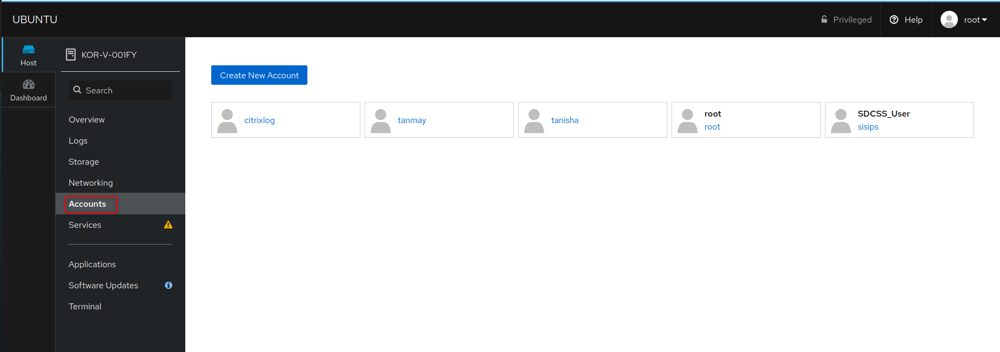 UBUNTU
Privileged
Help
root
Host
Dashboard
KOR-V-001FY
Search
Overview
Logs
Storage
Networking
Accounts
Services
Applications
Software Updates
Terminal
Create New Account
citrixlog
tanmay
tanisha
root
root
SDCSS_User
sisips